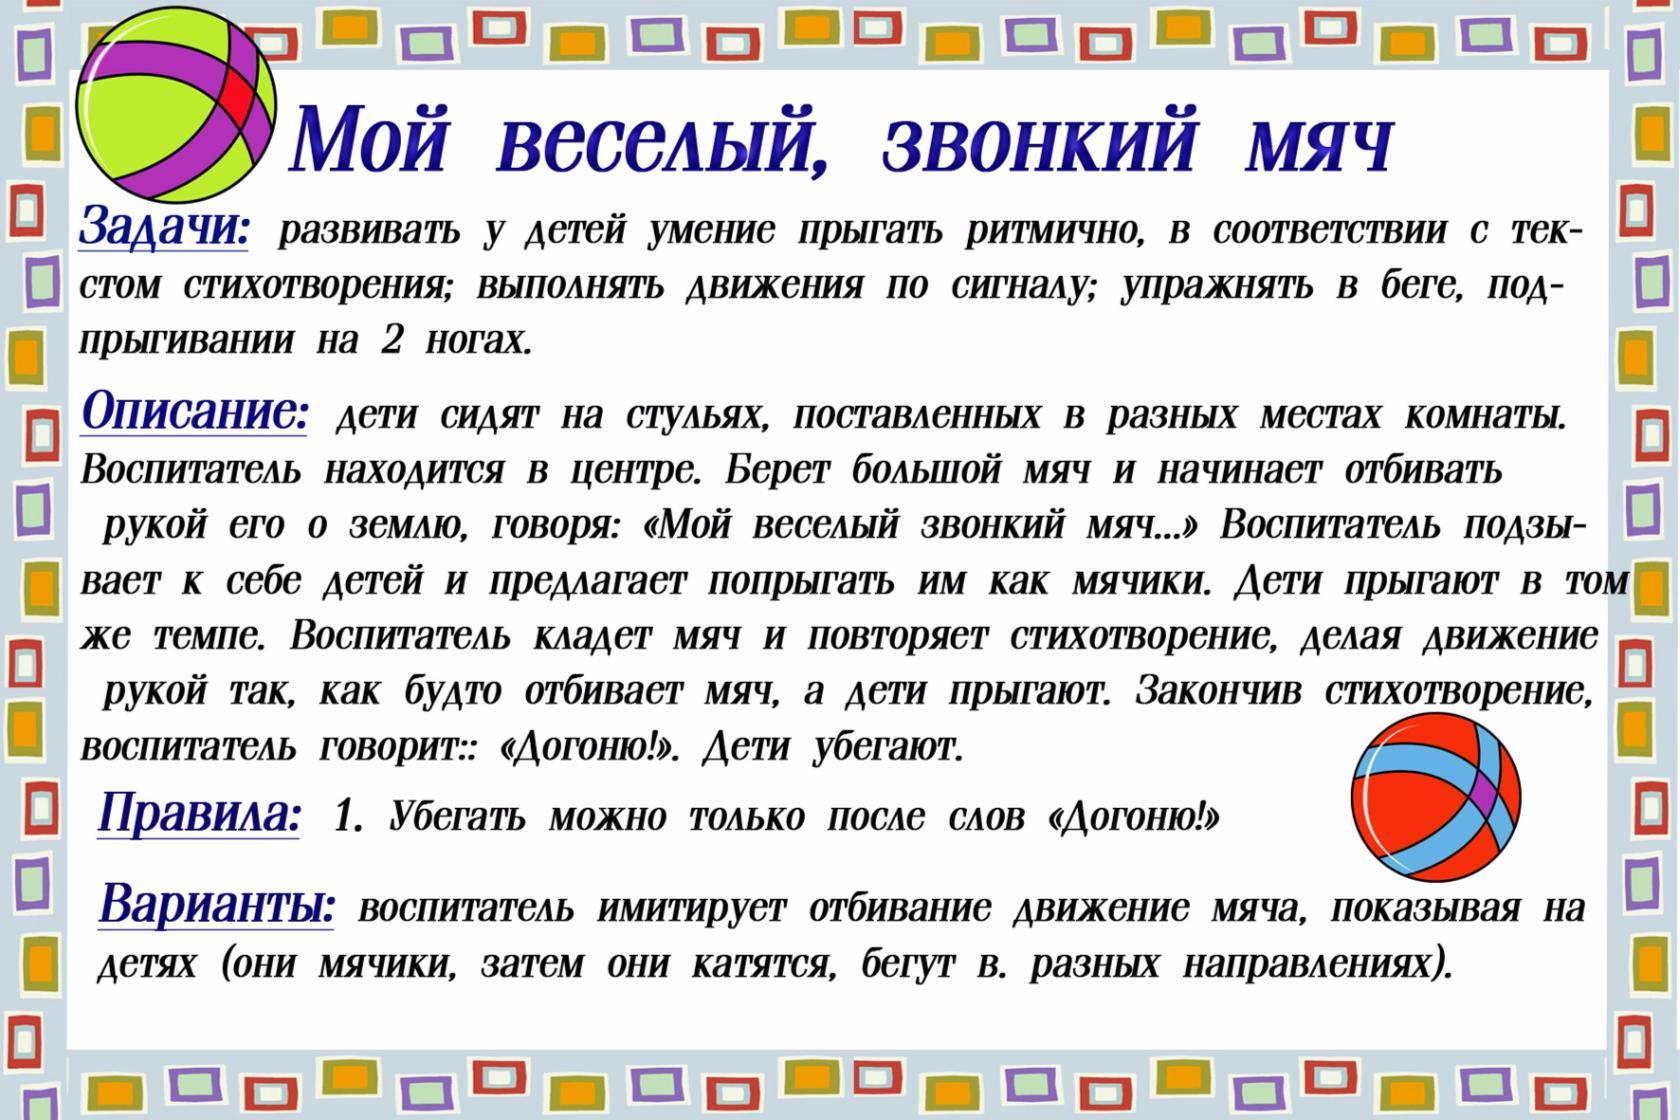 Мой веселый, звонкий мяч
Задачи: развивать у детей умение прыгать ритмично, в соответствии с тек-
стом стихотворения; выполнять движения по сигналу; упражнять в беге, под-
прыгивании на 2 ногах.
Описание: дети сидят на стульях, поставленных в разных местах комнаты.
Воспитатель находится в центре. Берет большой мяч и начинает отбивать
рукой его о землю, говоря: «Мой веселый звонкий мяч...» Воспитатель подзы-
вает к себе детей и предлагает попрыгать им как мячики. Дети прыгают в том
же темпе. Воспитатель кладет мяч и повторяет стихотворение, делая движение
рукой так, как будто отбивает мяч, а дети прыгают. Закончив стихотворение,
воспитатель говорит:: «Догоню!». Дети убегают.
Правила: 1. Убегать можно только после слов «Догоню!»
Варианты: воспитатель имитирует отбивание движение мяча, показывая на
детях (они мячики, затем они катятся, бегут в. разных направлениях).